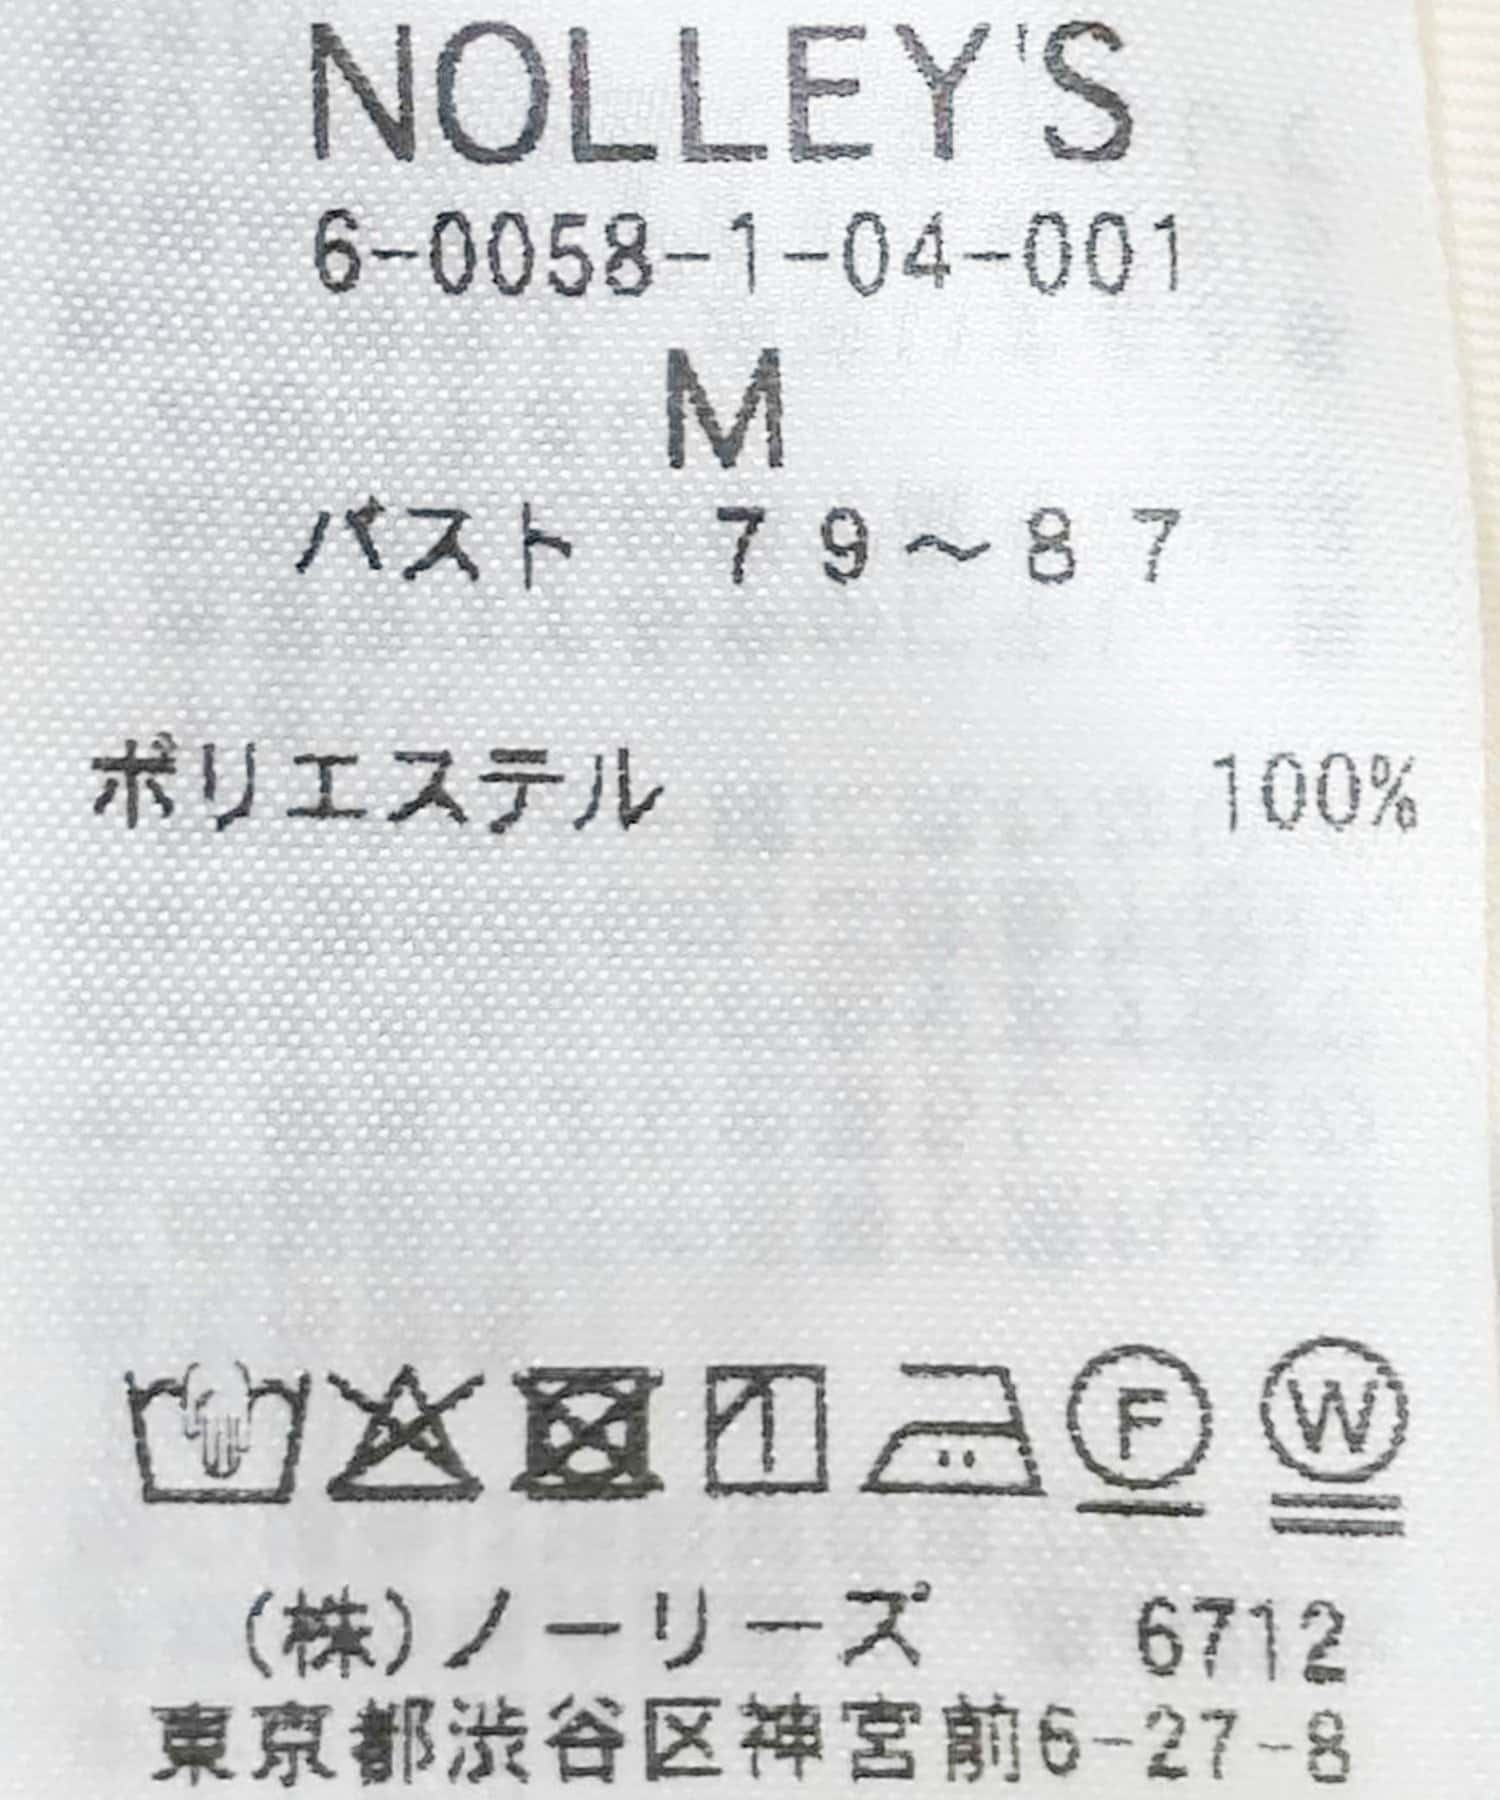 NOLLEY'S
6-0058-1-04-001
M
バスト 79〜87
ポリエステル 100%
F W
(株)ノーリーズ 6712
東京都渋谷区神宮前6-27-8